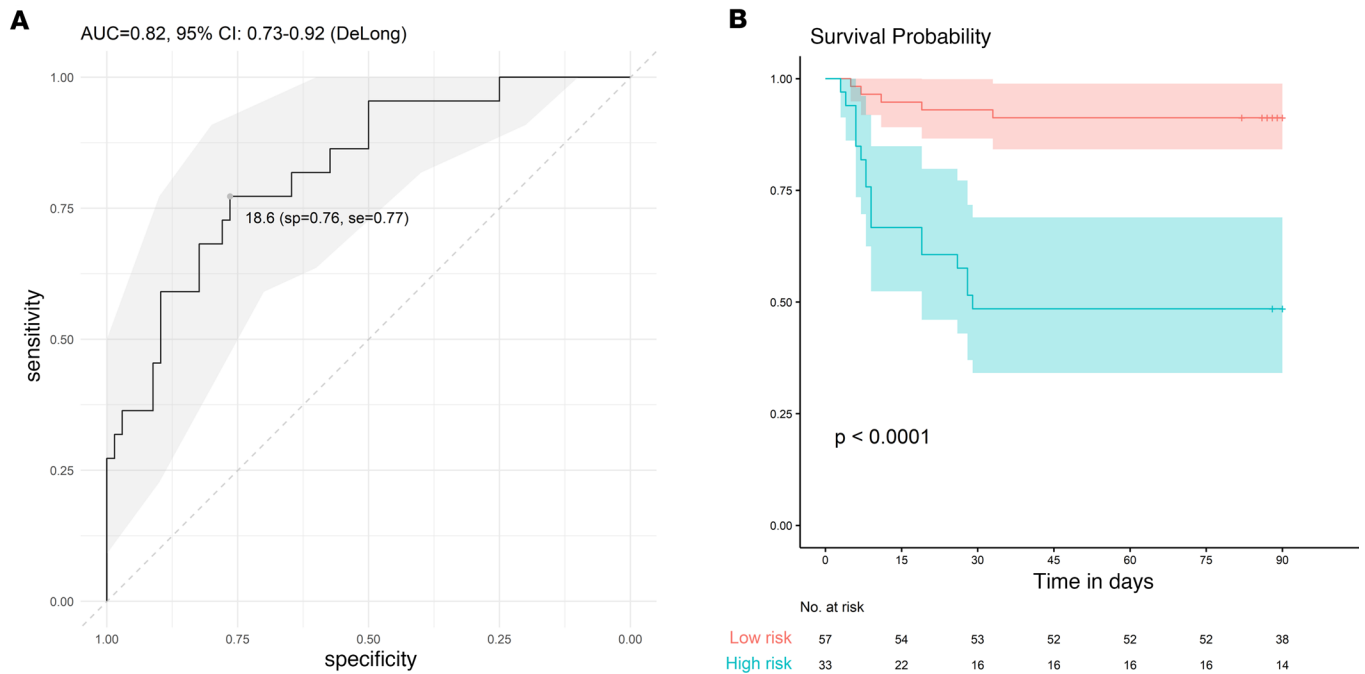 A
AUC=0.82, 95% CI: 0.73-0.92 (DeLong)
1.00
0.75
0.50
0.25
0.00
sensitivity
18.6 (sp=0.76, se=0.77)
1.00 0.75 0.50 0.25 0.00
specificity
B
Survival Probability
1.00
0.75
0.50
0.25
0.00
p < 0.0001
0 15 30 45 60 75 90
Time in days
No. at risk
Low risk 57 54 53 52 52 52 38
High risk 33 22 16 16 16 16 14